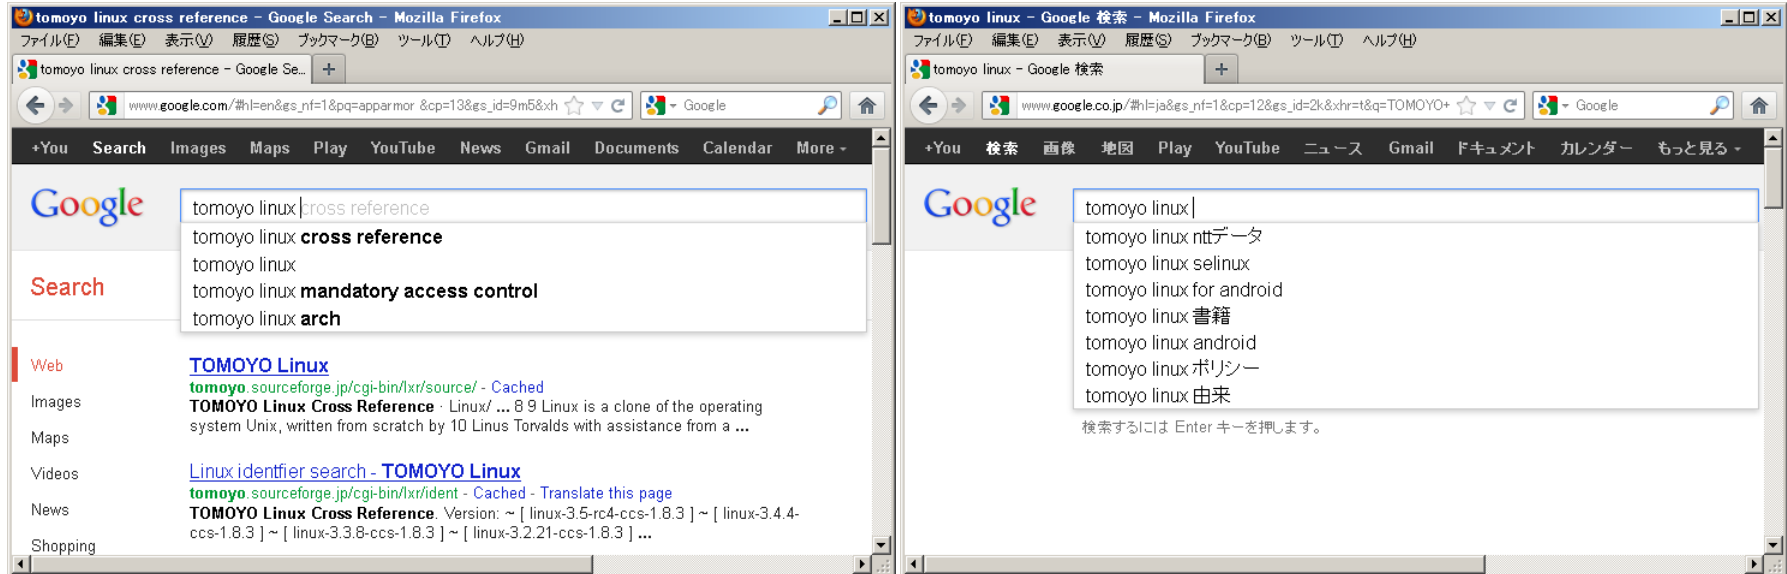 tomoyo linux cross reference - Google Search - Mozilla Firefox
ファイル(F) 編集(E) 表示(V) 履歴(S) ブックマーク(B) ツール(T) ヘルプ(H)
tomoyo linux cross reference - Google Se...
www.google.com/#hl=en&gs_nf=1&pq=apparmor &cp=13&gs_id=9m5&xh
Google
+You Search Images Maps Play YouTube News Gmail Documents Calendar More
Google
tomoyo linux cross reference
tomoyo linux cross reference
tomoyo linux
tomoyo linux mandatory access control
tomoyo linux arch
Search
Web
Images
Maps
Videos
News
Shopping
TOMOYO Linux
tomoyo.sourceforge.jp/cgi-bin/lxr/source/ - Cached
TOMOYO Linux Cross Reference · Linux/ ... 8 9 Linux is a clone of the operating
system Unix, written from scratch by 10 Linus Torvalds with assistance from a ...
Linux identfier search - TOMOYO Linux
tomoyo.sourceforge.jp/cgi-bin/lxr/ident - Cached - Translate this page
TOMOYO Linux Cross Reference. Version: ~ [ linux-3.5-rc4-ccs-1.8.3 ] ~ [ linux-3.4.4-
ccs-1.8.3 ] ~ [ linux-3.3.8-ccs-1.8.3 ] ~ [ linux-3.2.21-ccs-1.8.3 ] ...
tomoyo linux - Google 検索 - Mozilla Firefox
ファイル(F) 編集(E) 表示(V) 履歴(S) ブックマーク(B) ツール(T) ヘルプ(H)
tomoyo linux - Google 検索
www.google.co.jp/#hl=ja&gs_nf=1&cp=12&gs_id=2k&xhr=t&q=TOMOYO+
Google
+You 検索 画像 地図 Play YouTube ニュース Gmail ドキュメント カレンダー もっと見る
Google
tomoyo linux
tomoyo linux nttデータ
tomoyo linux selinux
tomoyo linux for android
tomoyo linux 書籍
tomoyo linux android
tomoyo linux ポリシー
tomoyo linux 由来
検索するには Enter キーを押します。